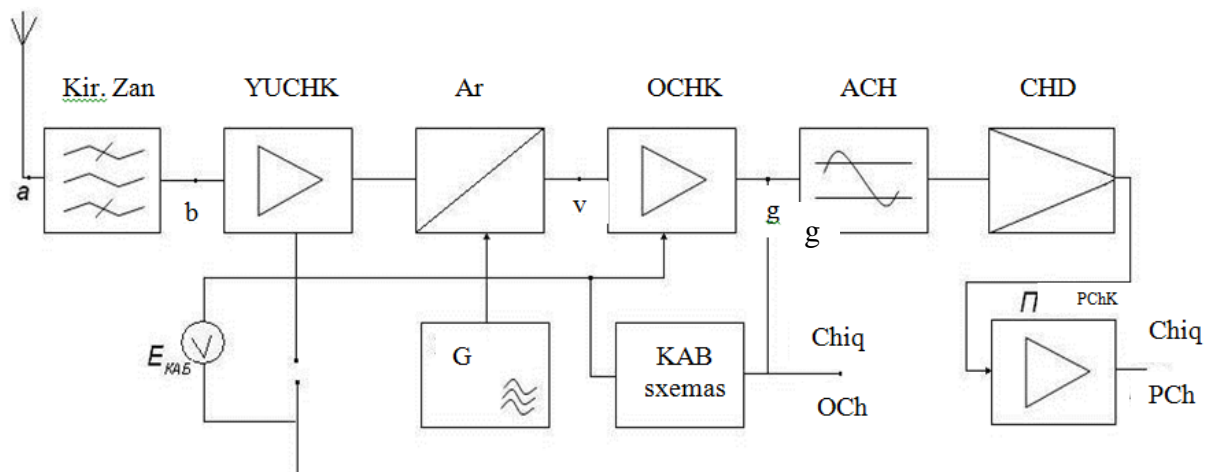 Kir. Zan
YUCHK
Ar
OCHK
ACH
CHD
a
b
v
g
g
П
PChK
E КАБ
V
G
KAB
sxemas
Chiq
OCh
Chiq
PCh